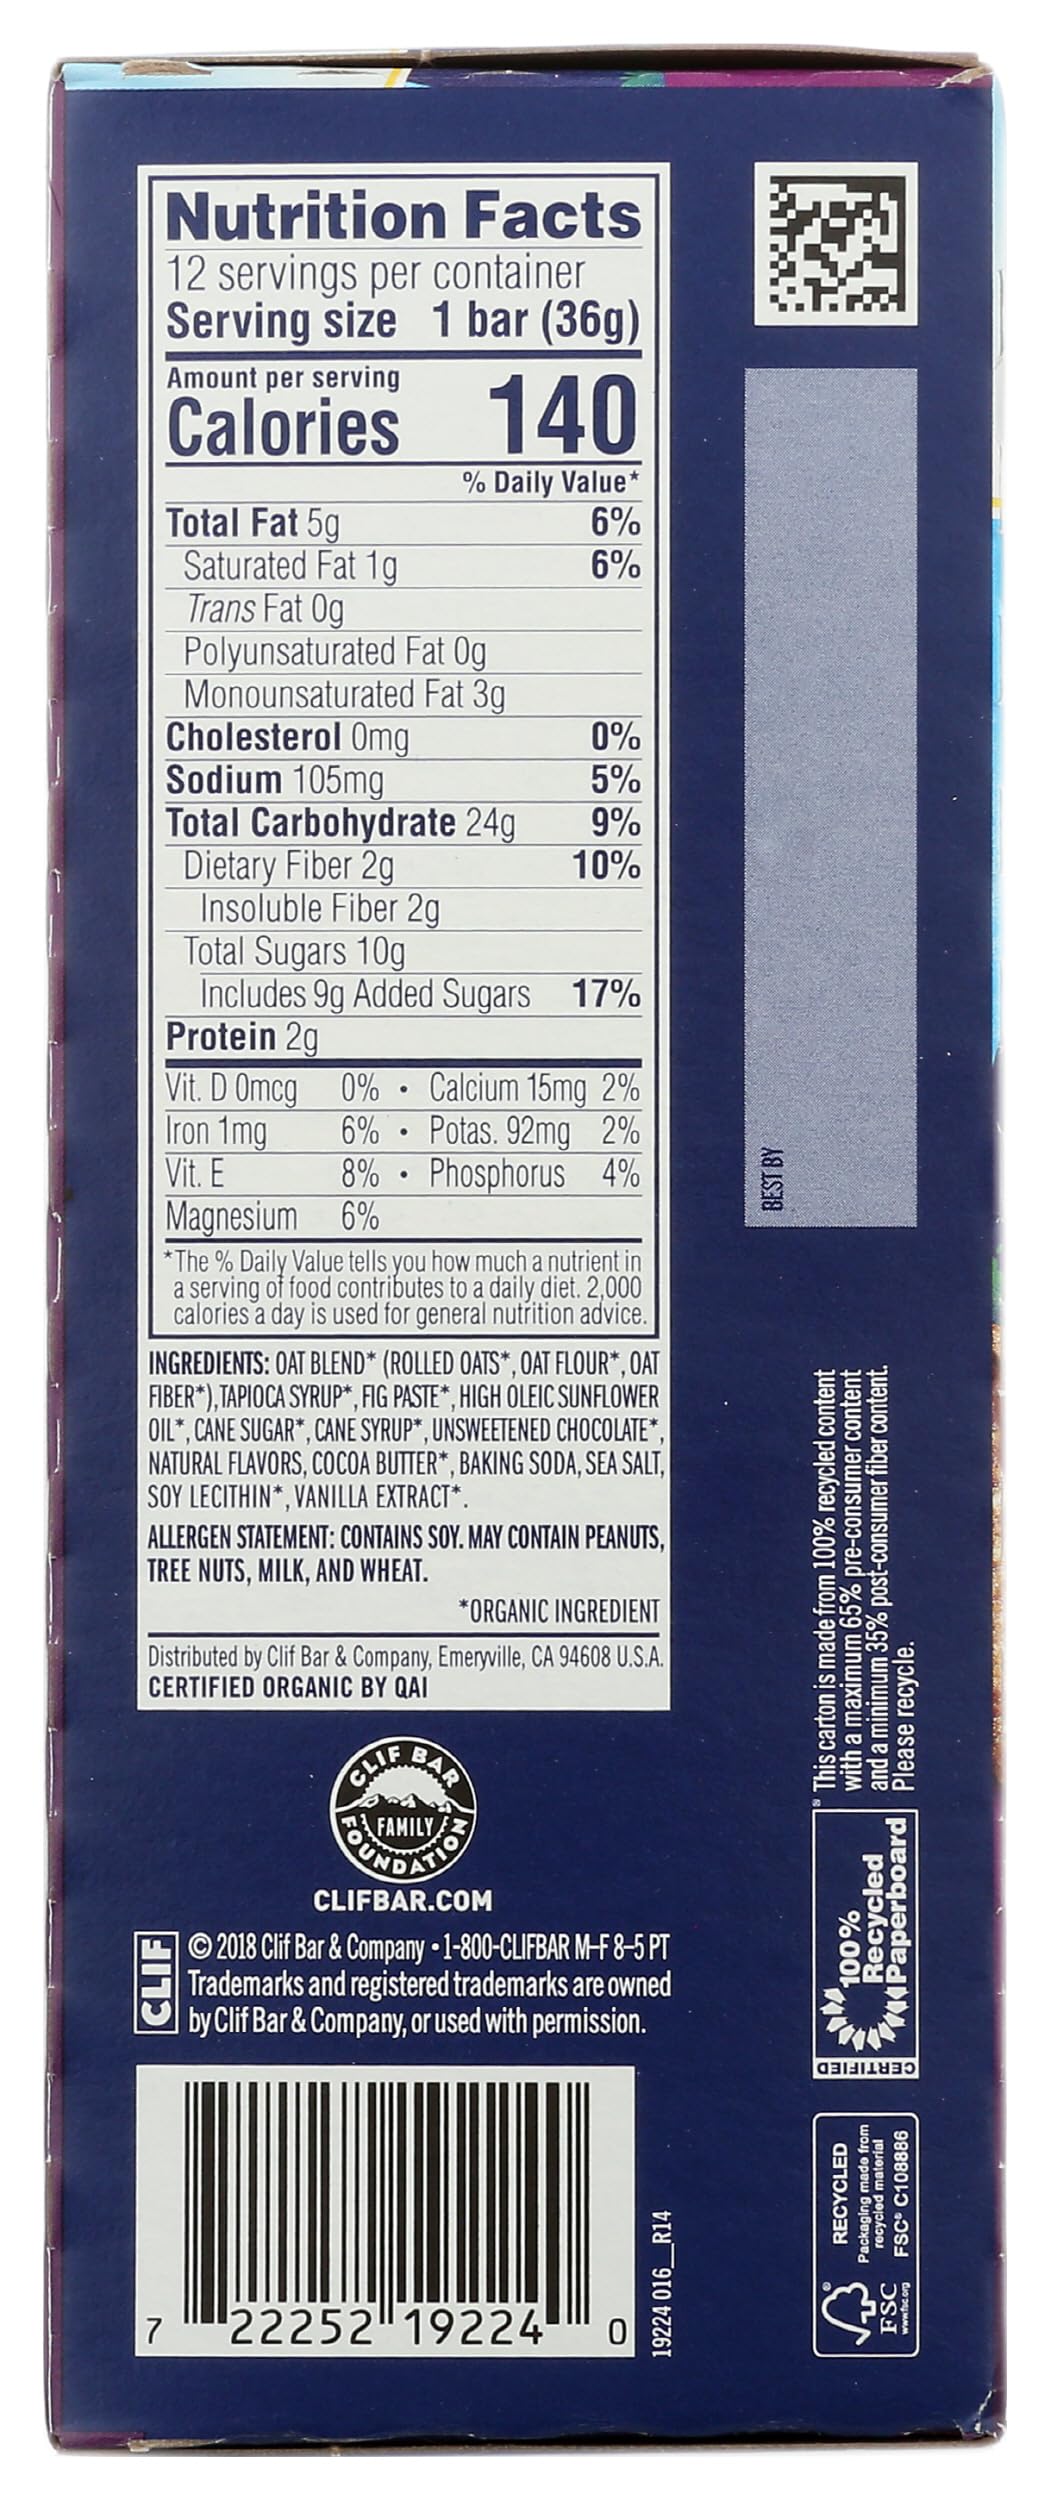 Nutrition Facts
12 servings per container
Serving size 1 bar (36g)
Amount per serving
Calories 140
% Daily Value*
Total Fat 5g 6%
Saturated Fat 1g 6%
Trans Fat 0g
Polyunsaturated Fat 0g
Monounsaturated Fat 3g
Cholesterol 0mg 0%
Sodium 105mg 5%
Total Carbohydrate 24g 9%
Dietary Fiber 2g 10%
Insoluble Fiber 2g
Total Sugars 10g
Includes 9g Added Sugars 17%
Protein 2g
Vit. D 0mcg 0% • Calcium 15mg 2%
Iron 1mg 6% • Potas. 92mg 2%
Vit. E 8% • Phosphorus 4%
Magnesium 6%
*The % Daily Value tells you how much a nutrient in
a serving of food contributes to a daily diet. 2,000
calories a day is used for general nutrition advice.
INGREDIENTS: OAT BLEND* (ROLLED OATS*, OAT FLOUR*, OAT
FIBER*), TAPIOCA SYRUP*, FIG PASTE*, HIGH OLEIC SUNFLOWER
OIL*, CANE SUGAR*, CANE SYRUP*, UNSWEETENED CHOCOLATE*,
NATURAL FLAVORS, COCOA BUTTER*, BAKING SODA, SEA SALT,
SOY LECITHIN*, VANILLA EXTRACT*.
ALLERGEN STATEMENT: CONTAINS SOY. MAY CONTAIN PEANUTS,
TREE NUTS, MILK, AND WHEAT.
*ORGANIC INGREDIENT
Distributed by Clif Bar & Company, Emeryville, CA 94608 U.S.A.
CERTIFIED ORGANIC BY QAI
CLIF BAR
FAMILY
FOUNDATION
CLIFBAR.COM
CLIF
© 2018 Clif Bar & Company • 1-800-CLIFBAR M-F 8-5 PT
Trademarks and registered trademarks are owned
by Clif Bar & Company, or used with permission.
7 22252 19224 0
19224 016_R14
BEST BY
This carton is made from 100% recycled content
with a maximum 65% pre-consumer content
and a minimum 35% post-consumer fiber content.
Please recycle.
100%
Recycled
Paperboard
CERTIFIED
®
FSC
www.fsc.org
RECYCLED
Packaging made from
recycled material
FSC® C108886